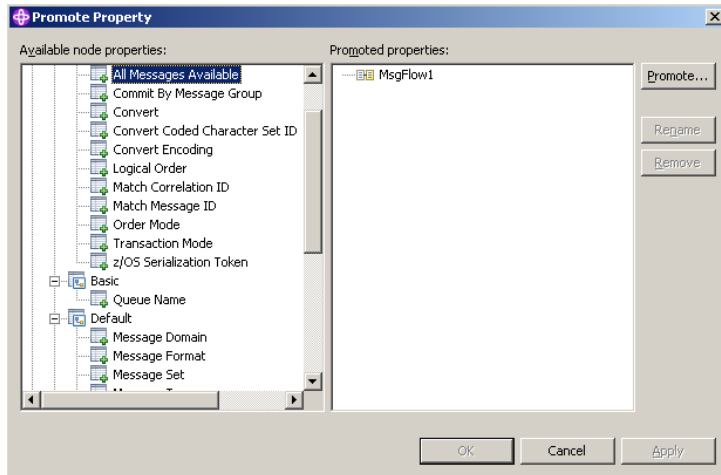 Promote Property
Available node properties:
All Messages Available
Commit By Message Group
Convert
Convert Coded Character Set ID
Convert Encoding
Logical Order
Match Correlation ID
Match Message ID
Order Mode
Transaction Mode
z/OS Serialization Token
Basic
Queue Name
Default
Message Domain
Message Format
Message Set
Promoted properties:
MsgFlow1
Promote...
Rename
Remove
OK
Cancel
Apply